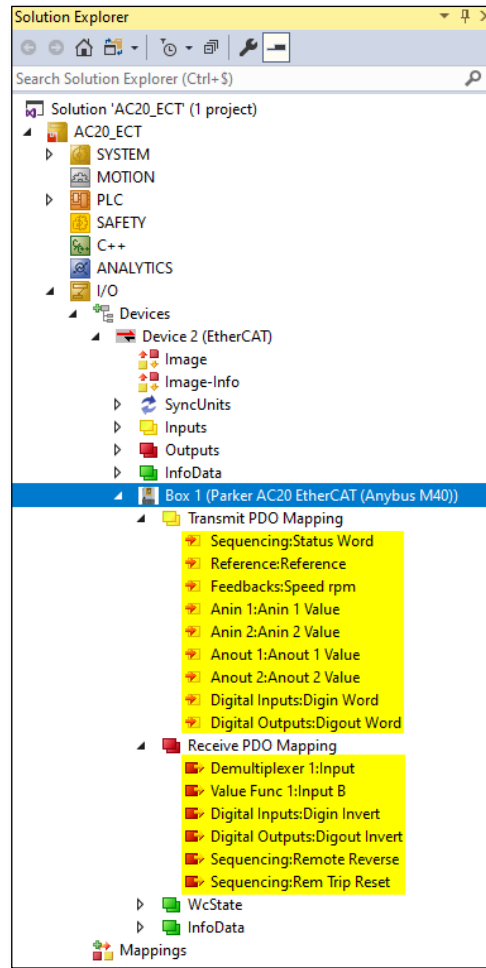 Solution Explorer
Search Solution Explorer (Ctrl+$)
Solution 'AC20_ECT' (1 project)
AC20_ECT
SYSTEM
MOTION
PLC
SAFETY
C++
ANALYTICS
I/O
Devices
Device 2 (EtherCAT)
Image
Image-Info
SyncUnits
Inputs
Outputs
InfoData
Box 1 (Parker AC20 EtherCAT (Anybus M40))
Transmit PDO Mapping
Sequencing:Status Word
Reference:Reference
Feedbacks:Speed rpm
Anin 1:Anin 1 Value
Anin 2:Anin 2 Value
Anout 1:Anout 1 Value
Anout 2:Anout 2 Value
Digital Inputs:Digin Word
Digital Outputs:Digout Word
Receive PDO Mapping
Demultiplexer 1:Input
Value Func 1:Input B
Digital Inputs:Digin Invert
Digital Outputs:Digout Invert
Sequencing:Remote Reverse
Sequencing:Rem Trip Reset
WcState
InfoData
Mappings